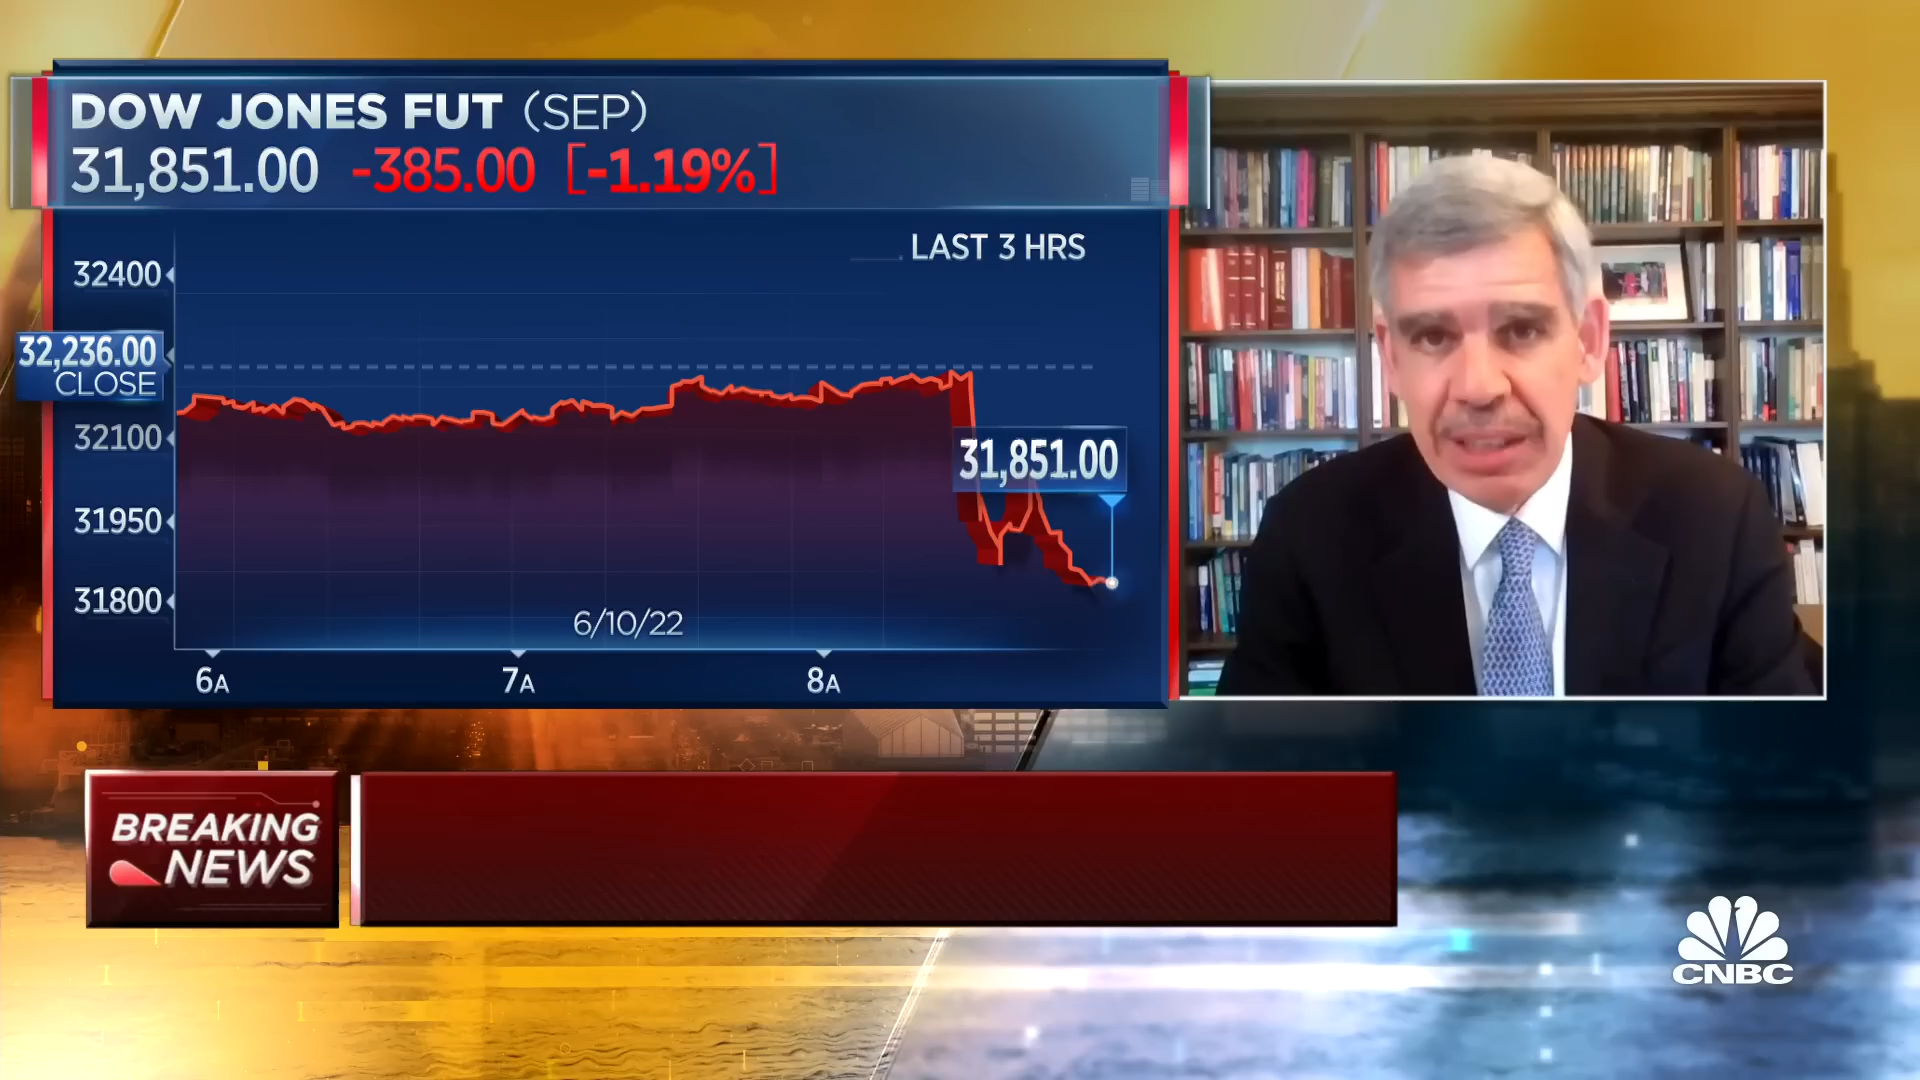 DOW JONES FUT (SEP)
31,851.00 -385.00 [-1.19%]
LAST 3 HRS
32400
32,236.00
CLOSE
32100
31,851.00
31950
31800
6/10/22
6A 7A 8A
BREAKING
NEWS
CNBC